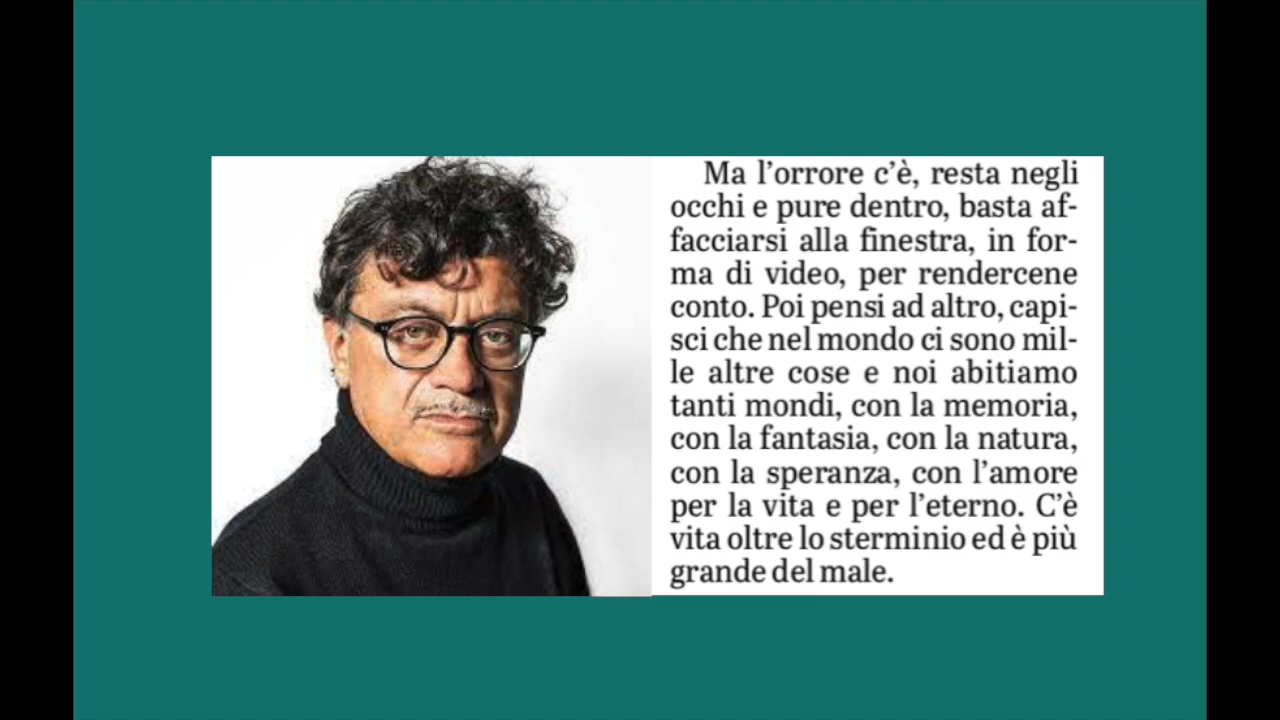 Ma l’orrore c’è, resta negli
occhi e pure dentro, basta af-
facciarsi alla finestra, in for-
ma di video, per rendercene
conto. Poi pensi ad altro, capi-
sci che nel mondo ci sono mil-
le altre cose e noi abitiamo
tanti mondi, con la memoria,
con la fantasia, con la natura,
con la speranza, con l’amore
per la vita e per l’eterno. C’è
vita oltre lo sterminio ed è più
grande del male.